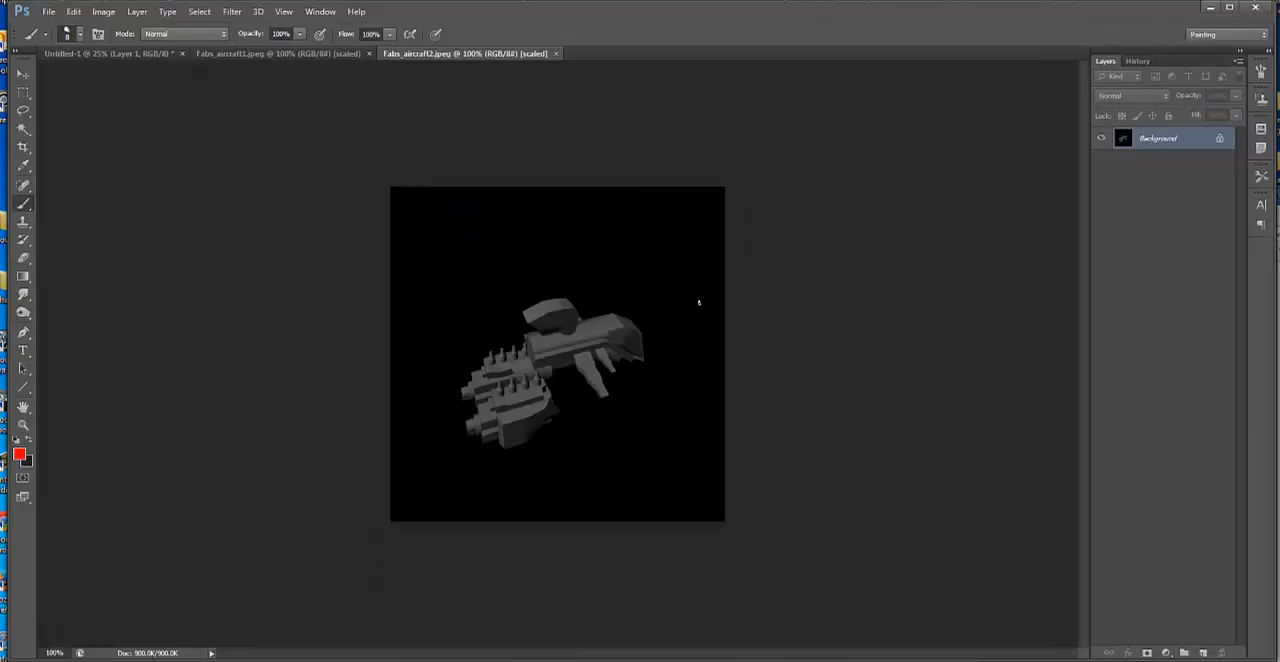 Ps File Edit Image Layer Type Select Filter 3D View Window Help
Mode: Normal Opacity: 100% Flow: 100% Painting
Untitled-1 @ 25% (Layer 1, RGB/8) * × Fabs_aircraft1.jpeg @ 100% (RGB/8#) [scaled] × Fabs_aircraft2.jpeg @ 100% (RGB/8#) [scaled] ×
Layers History
Kind
Normal Opacity:
Lock: Fill:
Background
100% Doc: 900.0K/900.0K